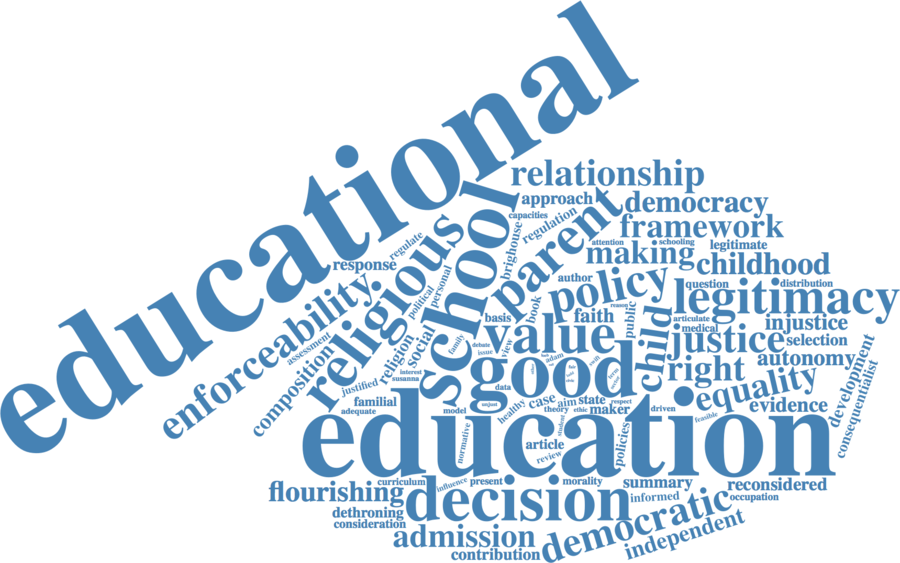 educational
relationship
approach
democracy
capacities
regulation
framework
school
parent
religious
regulate
response
brighouse
attention
schooling
legitimate
making
childhood
personal
political
author
policy
question
distribution
enforceability
book
reason
legitimacy
faith
public
child
basis
value
articulate
medical
injustice
social
religion
assessment
composition
family
debate
issue
view
adam
justice
selection
autonomy
good
right
development
consequentialist
interest
susanna
justified
data
equality
familial
adequate
model
unjust
healthy
case
aim
state
respect
theory
ethic
maker
driven
feasible
evidence
education
normative
student
article
review
policies
curriculum
influence
present
morality
summary
reconsidered
flourishing
decision
informed
occupation
dethroning
consideration
democratic
admission
independent
contribution